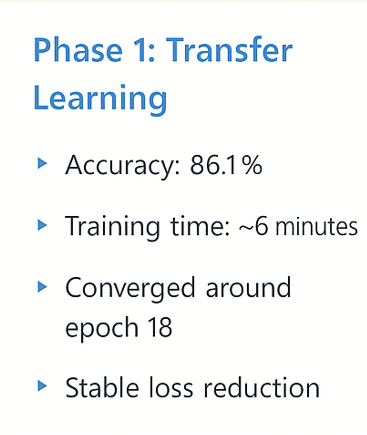 Phase 1: Transfer
Learning
Accuracy: 86.1%
Training time: ~6 minutes
Converged around
epoch 18
Stable loss reduction